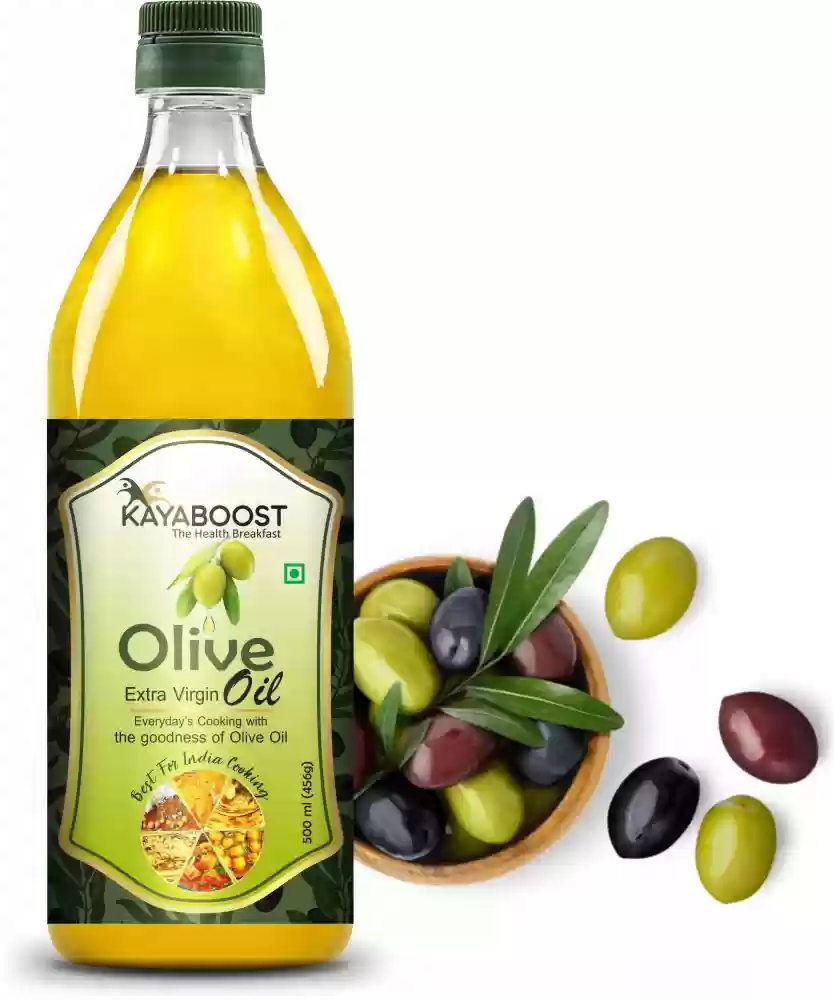 KAYABOOST
The Health Breakfast
Olive
Extra Virgin Oil
Everyday's Cooking with
the goodness of Olive Oil
Best For India Cooking
500 ml (456g)